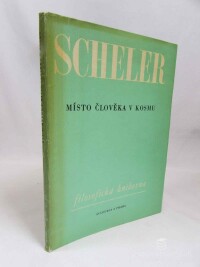 SCHELER
MÍSTO ČLOVĚKA V KOSMU
filosofická knihovna